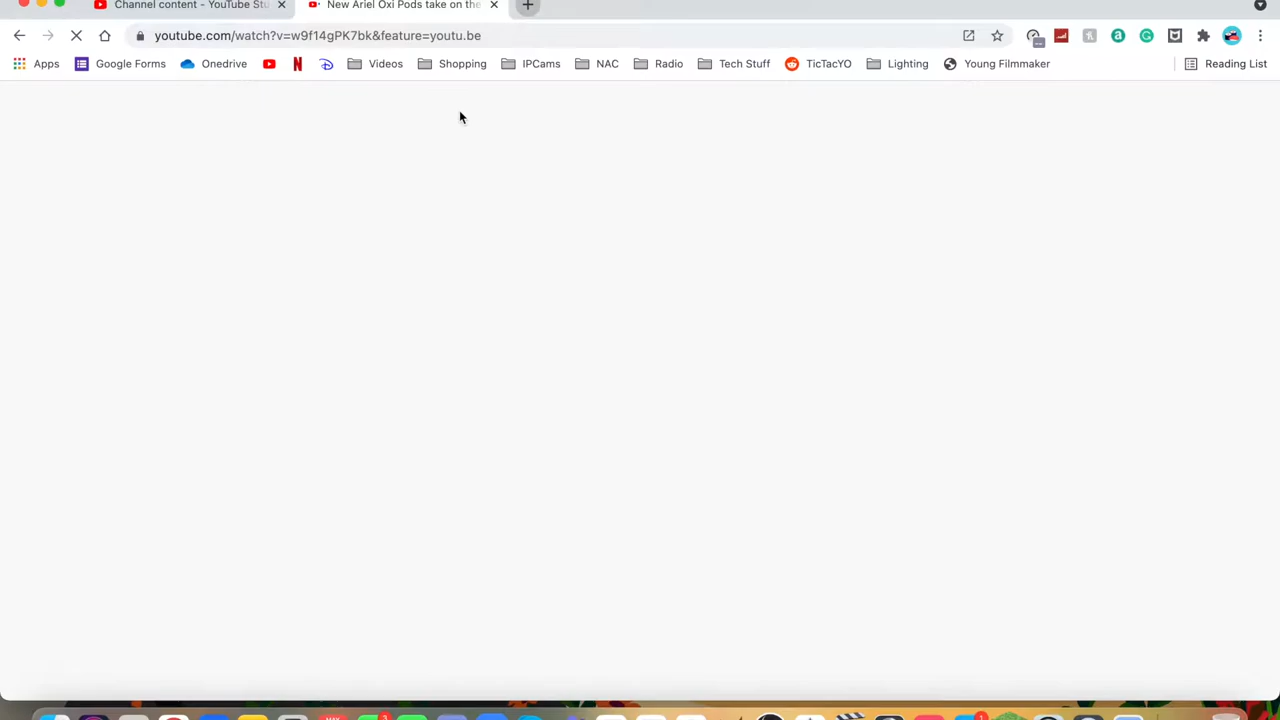 Channel content - YouTube Stu
New Ariel Oxi Pods take on the
youtube.com/watch?v=w9f14gPK7bk&feature=youtu.be
Apps Google Forms Onedrive Videos Shopping IPCams NAC Radio Tech Stuff TicTacYO Lighting Young Filmmaker Reading List